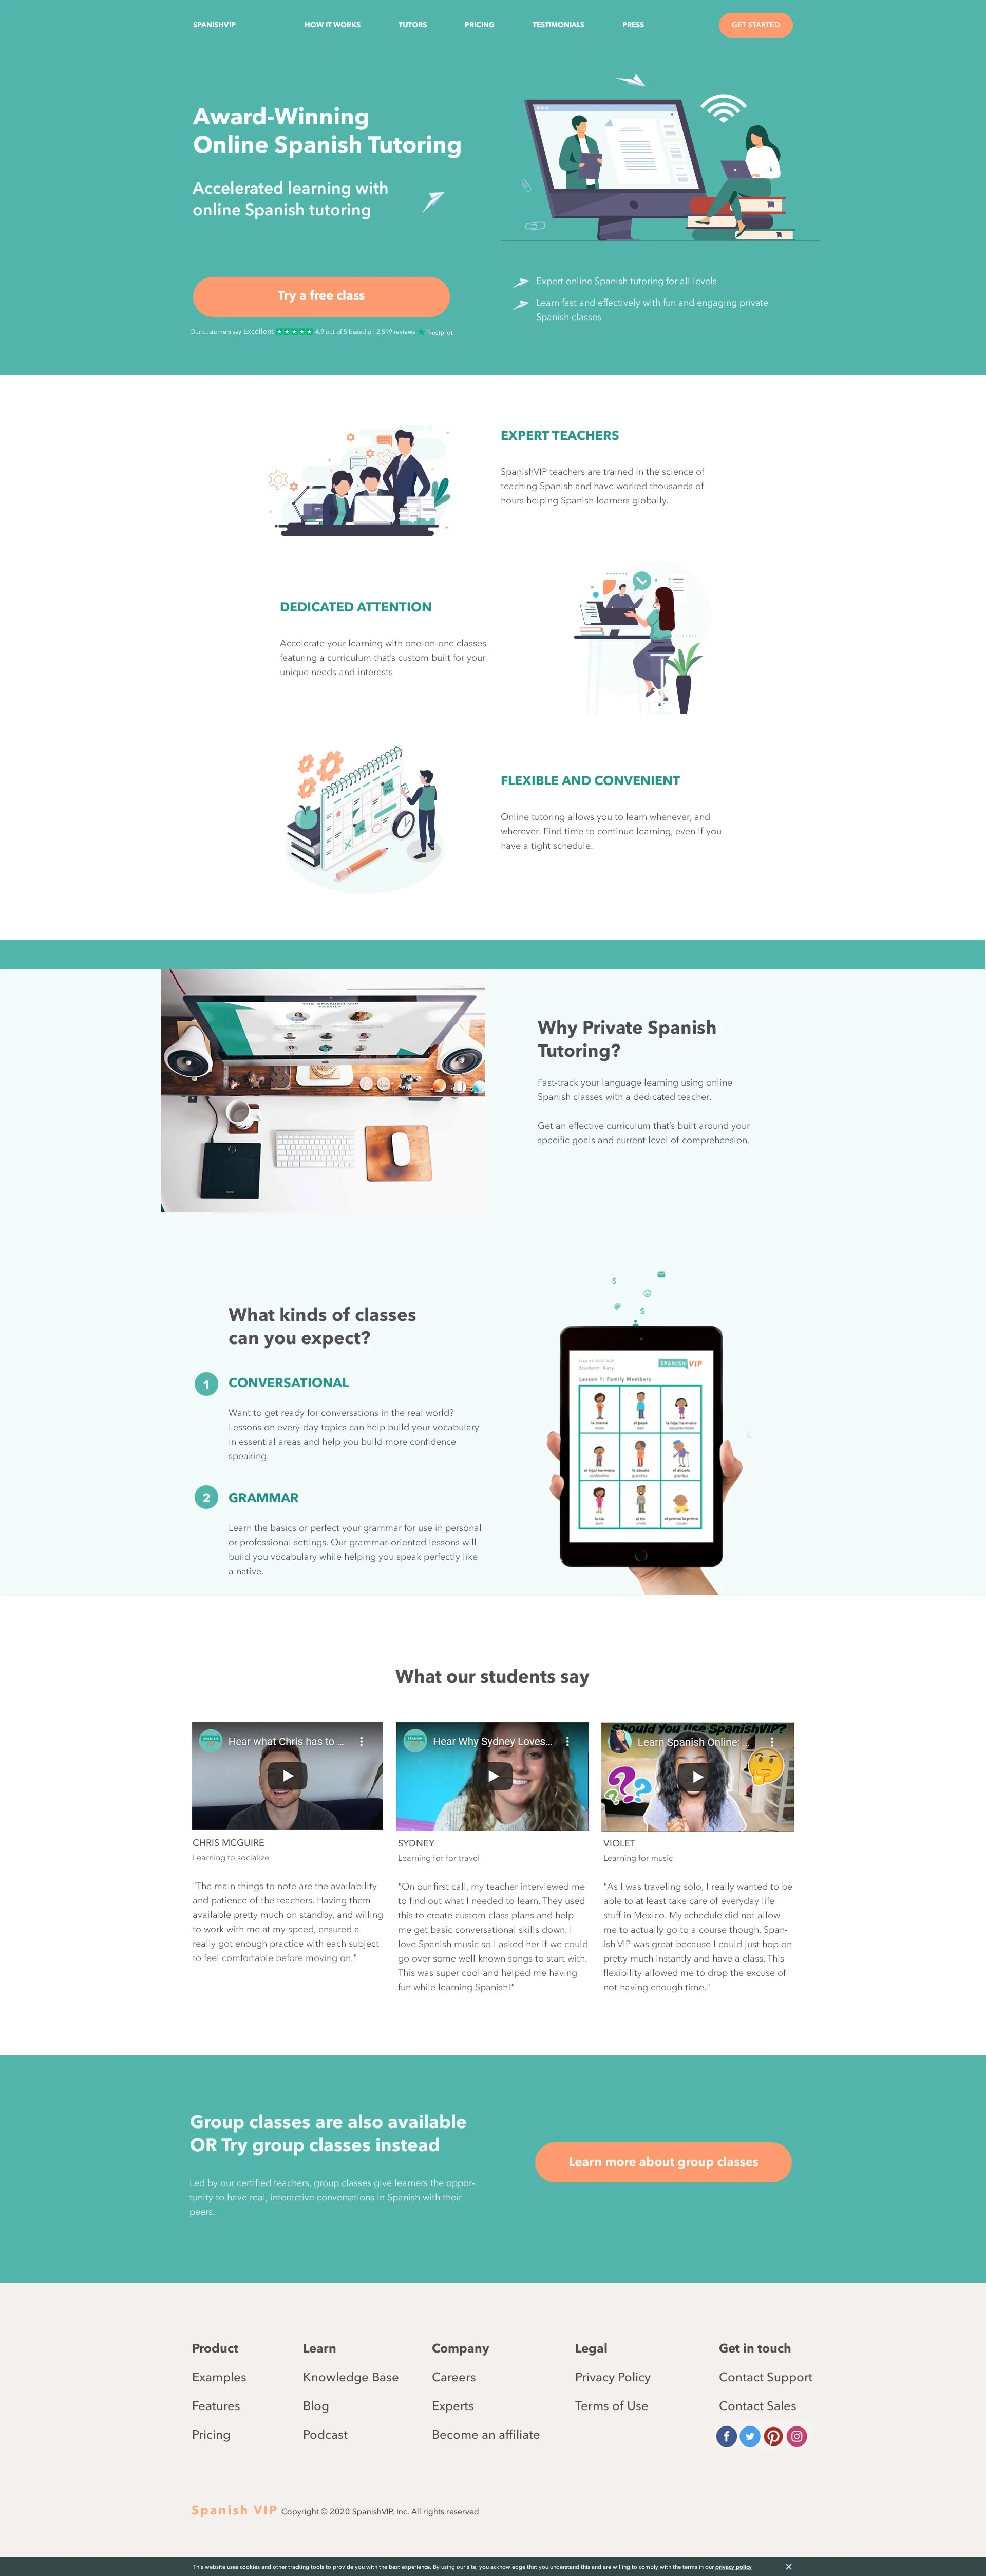 SPANISHVIP
HOW IT WORKS
TUTORS
PRICING
TESTIMONIALS
PRESS
GET STARTED
Award-Winning
Online Spanish Tutoring
Accelerated learning with
online Spanish tutoring
Try a free class
Our customers say Excellent 4.9 out of 5 based on 2,519 reviews Trustpilot
Expert online Spanish tutoring for all levels
Learn fast and effectively with fun and engaging private
Spanish classes
EXPERT TEACHERS
SpanishVIP teachers are trained in the science of
teaching Spanish and have worked thousands of
hours helping Spanish learners globally.
DEDICATED ATTENTION
Accelerate your learning with one-on-one classes
featuring a curriculum that's custom built for your
unique needs and interests
FLEXIBLE AND CONVENIENT
Online tutoring allows you to learn whenever, and
wherever. Find time to continue learning, even if you
have a tight schedule.
THE SPANISH VIP
FAMILY
Why Private Spanish
Tutoring?
Fast-track your language learning using online
Spanish classes with a dedicated teacher.
Get an effective curriculum that's built around your
specific goals and current level of comprehension.
What kinds of classes
can you expect?
1 CONVERSATIONAL
Want to get ready for conversations in the real world?
Lessons on every-day topics can help build your vocabulary
in essential areas and help you build more confidence
speaking.
2 GRAMMAR
Learn the basics or perfect your grammar for use in personal
or professional settings. Our grammar-oriented lessons will
build you vocabulary while helping you speak perfectly like
a native.
SPANISH VIP
Student: Katy
Lesson 1: Family Members
la mamá
el papá
la hija/hermana
el hijo/hermano
la abuela
el abuelo
la tía
el tío
el primo/la prima
What our students say
Hear what Chris has to ...
Hear Why Sydney Loves...
Should You Use SpanishVIP?
Learn Spanish Online: ...
CHRIS MCGUIRE
Learning to socialize
"The main things to note are the availability
and patience of the teachers. Having them
available pretty much on standby, and willing
to work with me at my speed, ensured a
really got enough practice with each subject
to feel comfortable before moving on."
SYDNEY
Learning for for travel
"On our first call, my teacher interviewed me
to find out what I needed to learn. They used
this to create custom class plans and help
me get basic conversational skills down. I
love Spanish music so I asked her if we could
go over some well known songs to start with.
This was super cool and helped me having
fun while learning Spanish!"
VIOLET
Learning for music
"As I was traveling solo, I really wanted to be
able to at least take care of everyday life
stuff in Mexico. My schedule did not allow
me to actually go to a course though. Span-
ish VIP was great because I could just hop on
pretty much instantly and have a class. This
flexibility allowed me to drop the excuse of
not having enough time."
Group classes are also available
OR Try group classes instead
Led by our certified teachers, group classes give learners the oppor-
tunity to have real, interactive conversations in Spanish with their
peers.
Learn more about group classes
Product
Examples
Features
Pricing
Learn
Knowledge Base
Blog
Podcast
Company
Careers
Experts
Become an affiliate
Legal
Privacy Policy
Terms of Use
Get in touch
Contact Support
Contact Sales
Spanish VIP Copyright © 2020 SpanishVIP, Inc. All rights reserved
This website uses cookies and other tracking tools to provide you with the best experience. By using our site, you acknowledge that you understand this and are willing to comply with the terms in our privacy policy